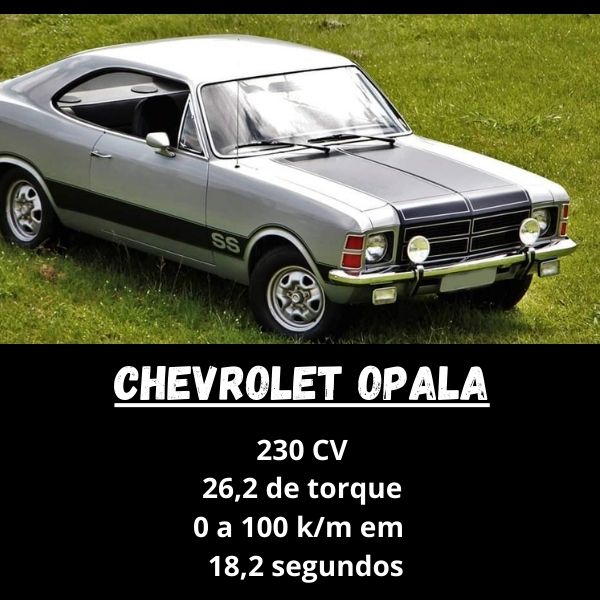 SS
CHEVROLET OPALA
230 CV
26,2 de torque
0 a 100 k/m em
18,2 segundos